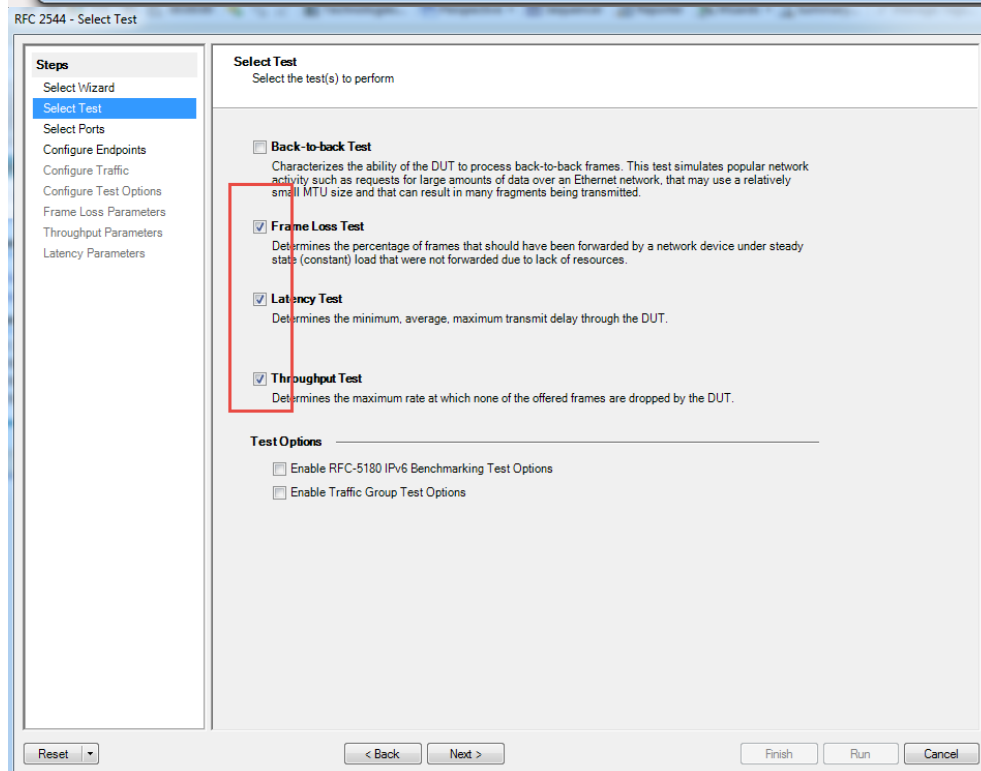 RFC 2544 - Select Test
Steps
Select Wizard
Select Test
Select Ports
Configure Endpoints
Configure Traffic
Configure Test Options
Frame Loss Parameters
Throughput Parameters
Latency Parameters
Select Test
Select the test(s) to perform
Back-to-back Test
Characterizes the ability of the DUT to process back-to-back frames. This test simulates popular network
activity such as requests for large amounts of data over an Ethernet network, that may use a relatively
small MTU size and that can result in many fragments being transmitted.
Frame Loss Test
Determines the percentage of frames that should have been forwarded by a network device under steady
state (constant) load that were not forwarded due to lack of resources.
Latency Test
Determines the minimum, average, maximum transmit delay through the DUT.
Throughput Test
Determines the maximum rate at which none of the offered frames are dropped by the DUT.
Test Options
Enable RFC-5180 IPv6 Benchmarking Test Options
Enable Traffic Group Test Options
Reset
< Back
Next >
Finish
Run
Cancel